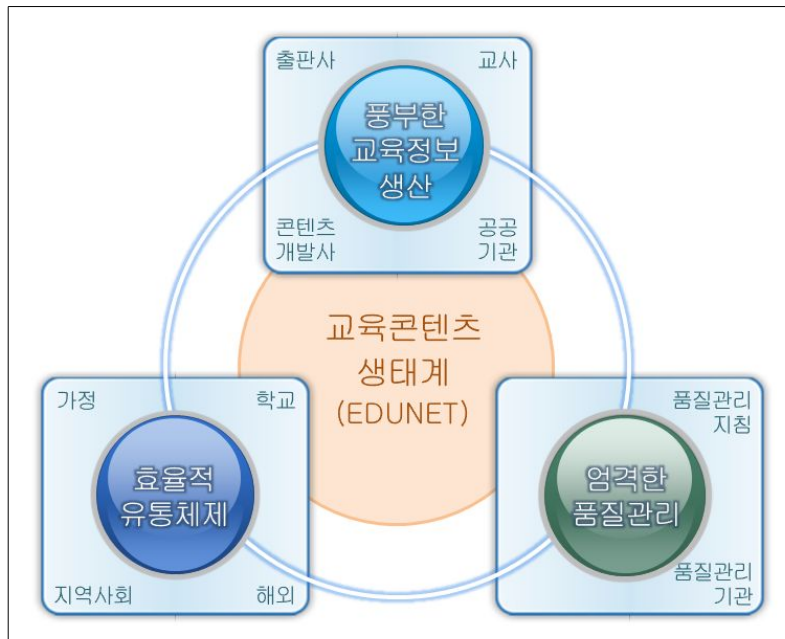 출판사
교사
풍부한
교육정보
생산
콘텐츠
개발사
공공
기관
교육콘텐츠
생태계
(EDUNET)
가정
학교
효율적
유통체제
지역사회
해외
품질관리
지침
엄격한
품질관리
품질관리
기관